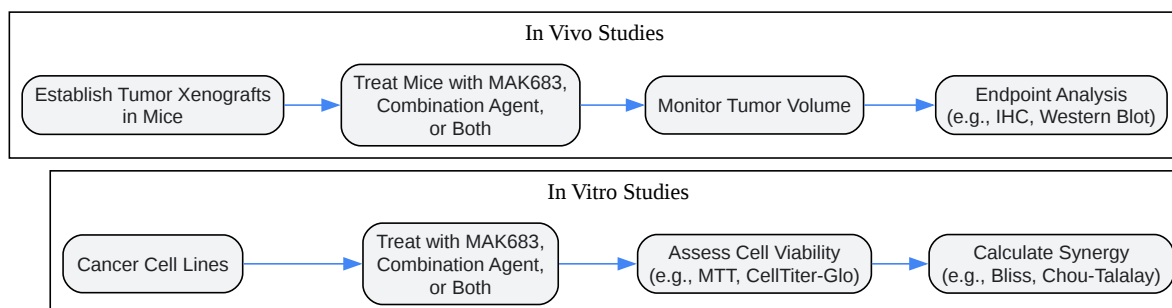 In Vivo Studies
Establish Tumor Xenografts
in Mice
Treat Mice with MAK683,
Combination Agent,
or Both
Monitor Tumor Volume
Endpoint Analysis
(e.g., IHC, Western Blot)
In Vitro Studies
Cancer Cell Lines
Treat with MAK683,
Combination Agent,
or Both
Assess Cell Viability
(e.g., MTT, CellTiter-Glo)
Calculate Synergy
(e.g., Bliss, Chou-Talalay)